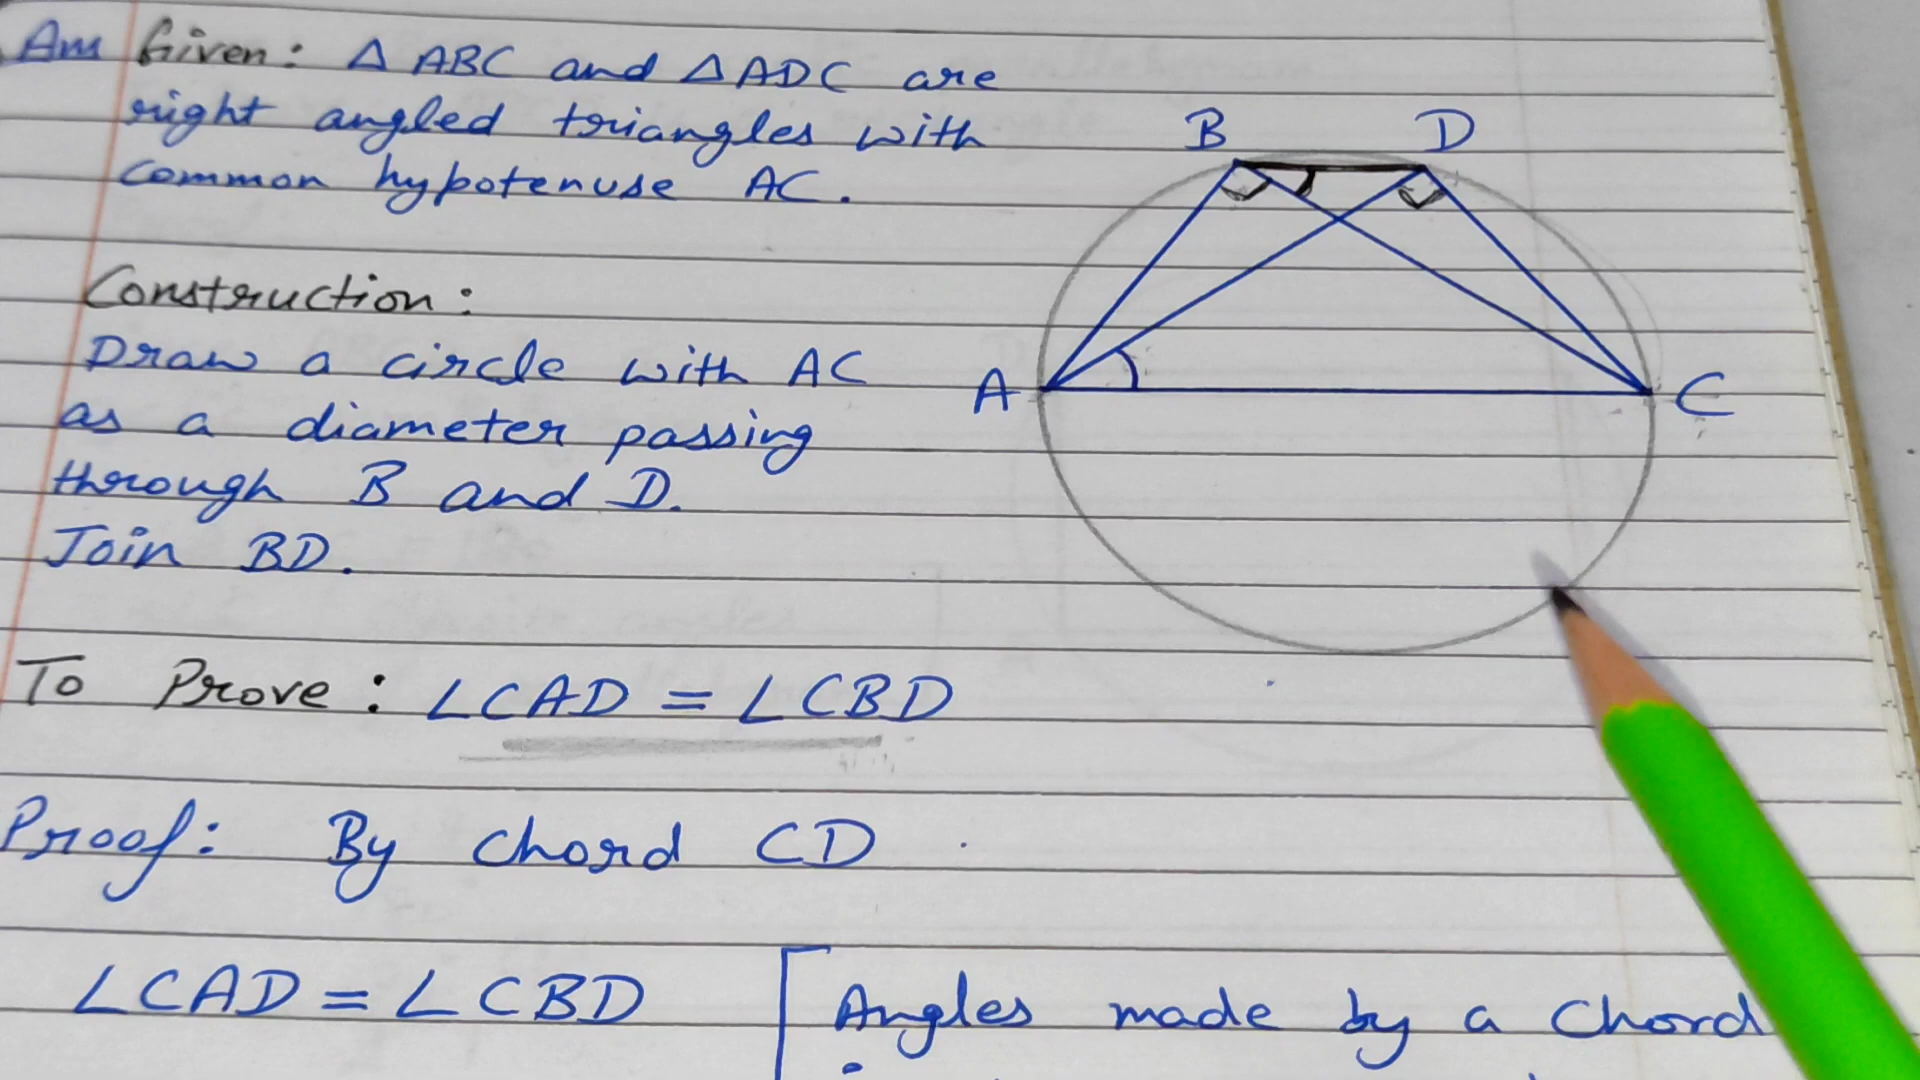 Ans Given: △ ABC and △ADC are
right angled triangles with
common hypotenuse AC.
B D
Construction:
Draw a circle with AC
A C
as a diameter passing
through B and D.
Join BD.
To Prove: ∠CAD = ∠CBD
Proof: By chord CD
∠CAD = ∠CBD [Angles made by a chord